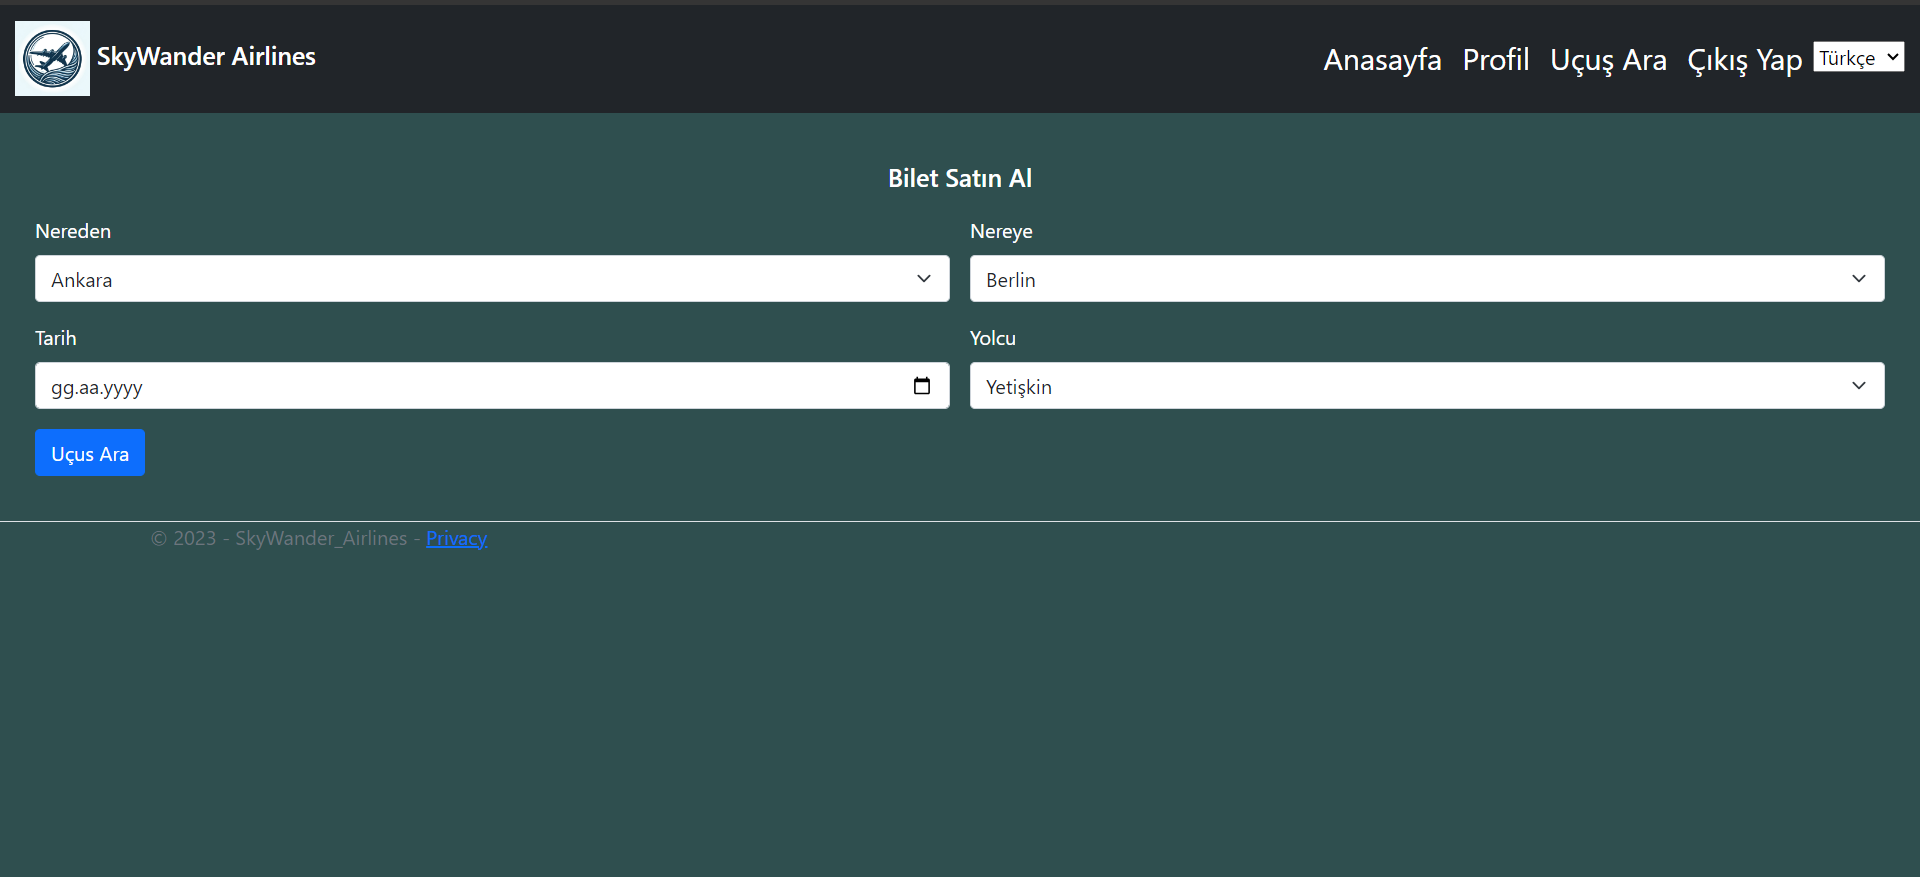 SkyWander Airlines
Anasayfa Profil Uçuş Ara Çıkış Yap Türkçe
Bilet Satın Al
Nereden Nereye
Ankara Berlin
Tarih Yolcu
gg.aa.yyyy Yetişkin
Uçus Ara
© 2023 - SkyWander_Airlines - Privacy